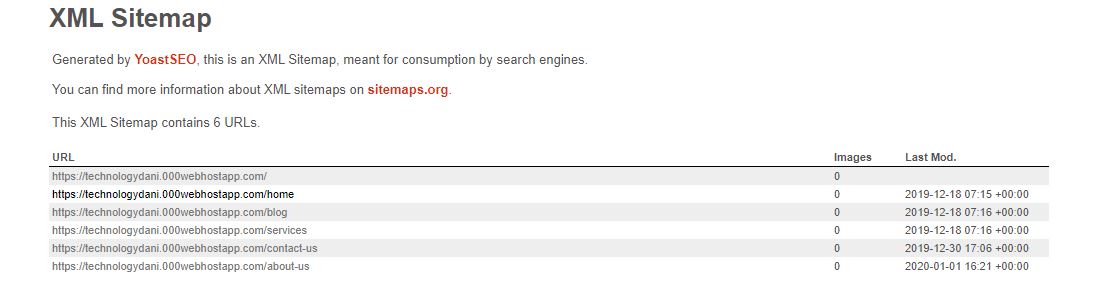 XML Sitemap
Generated by YoastSEO, this is an XML Sitemap, meant for consumption by search engines.
You can find more information about XML sitemaps on sitemaps.org.
This XML Sitemap contains 6 URLs.
URL Images Last Mod.
https://technologydani.000webhostapp.com/ 0
https://technologydani.000webhostapp.com/home 0 2019-12-18 07:15 +00:00
https://technologydani.000webhostapp.com/blog 0 2019-12-18 07:16 +00:00
https://technologydani.000webhostapp.com/services 0 2019-12-18 07:16 +00:00
https://technologydani.000webhostapp.com/contact-us 0 2019-12-30 17:06 +00:00
https://technologydani.000webhostapp.com/about-us 0 2020-01-01 16:21 +00:00